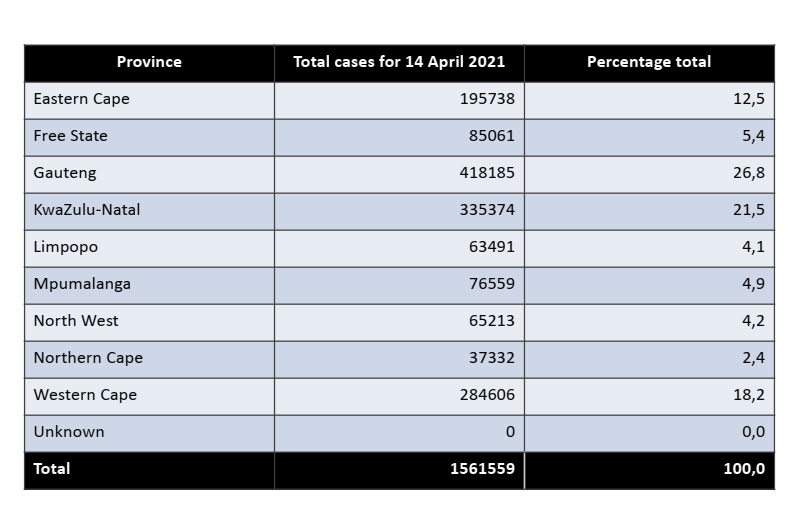 Province Total cases for 14 April 2021 Percentage total
Eastern Cape 195738 12,5
Free State 85061 5,4
Gauteng 418185 26,8
KwaZulu-Natal 335374 21,5
Limpopo 63491 4,1
Mpumalanga 76559 4,9
North West 65213 4,2
Northern Cape 37332 2,4
Western Cape 284606 18,2
Unknown 0 0,0
Total 1561559 100,0